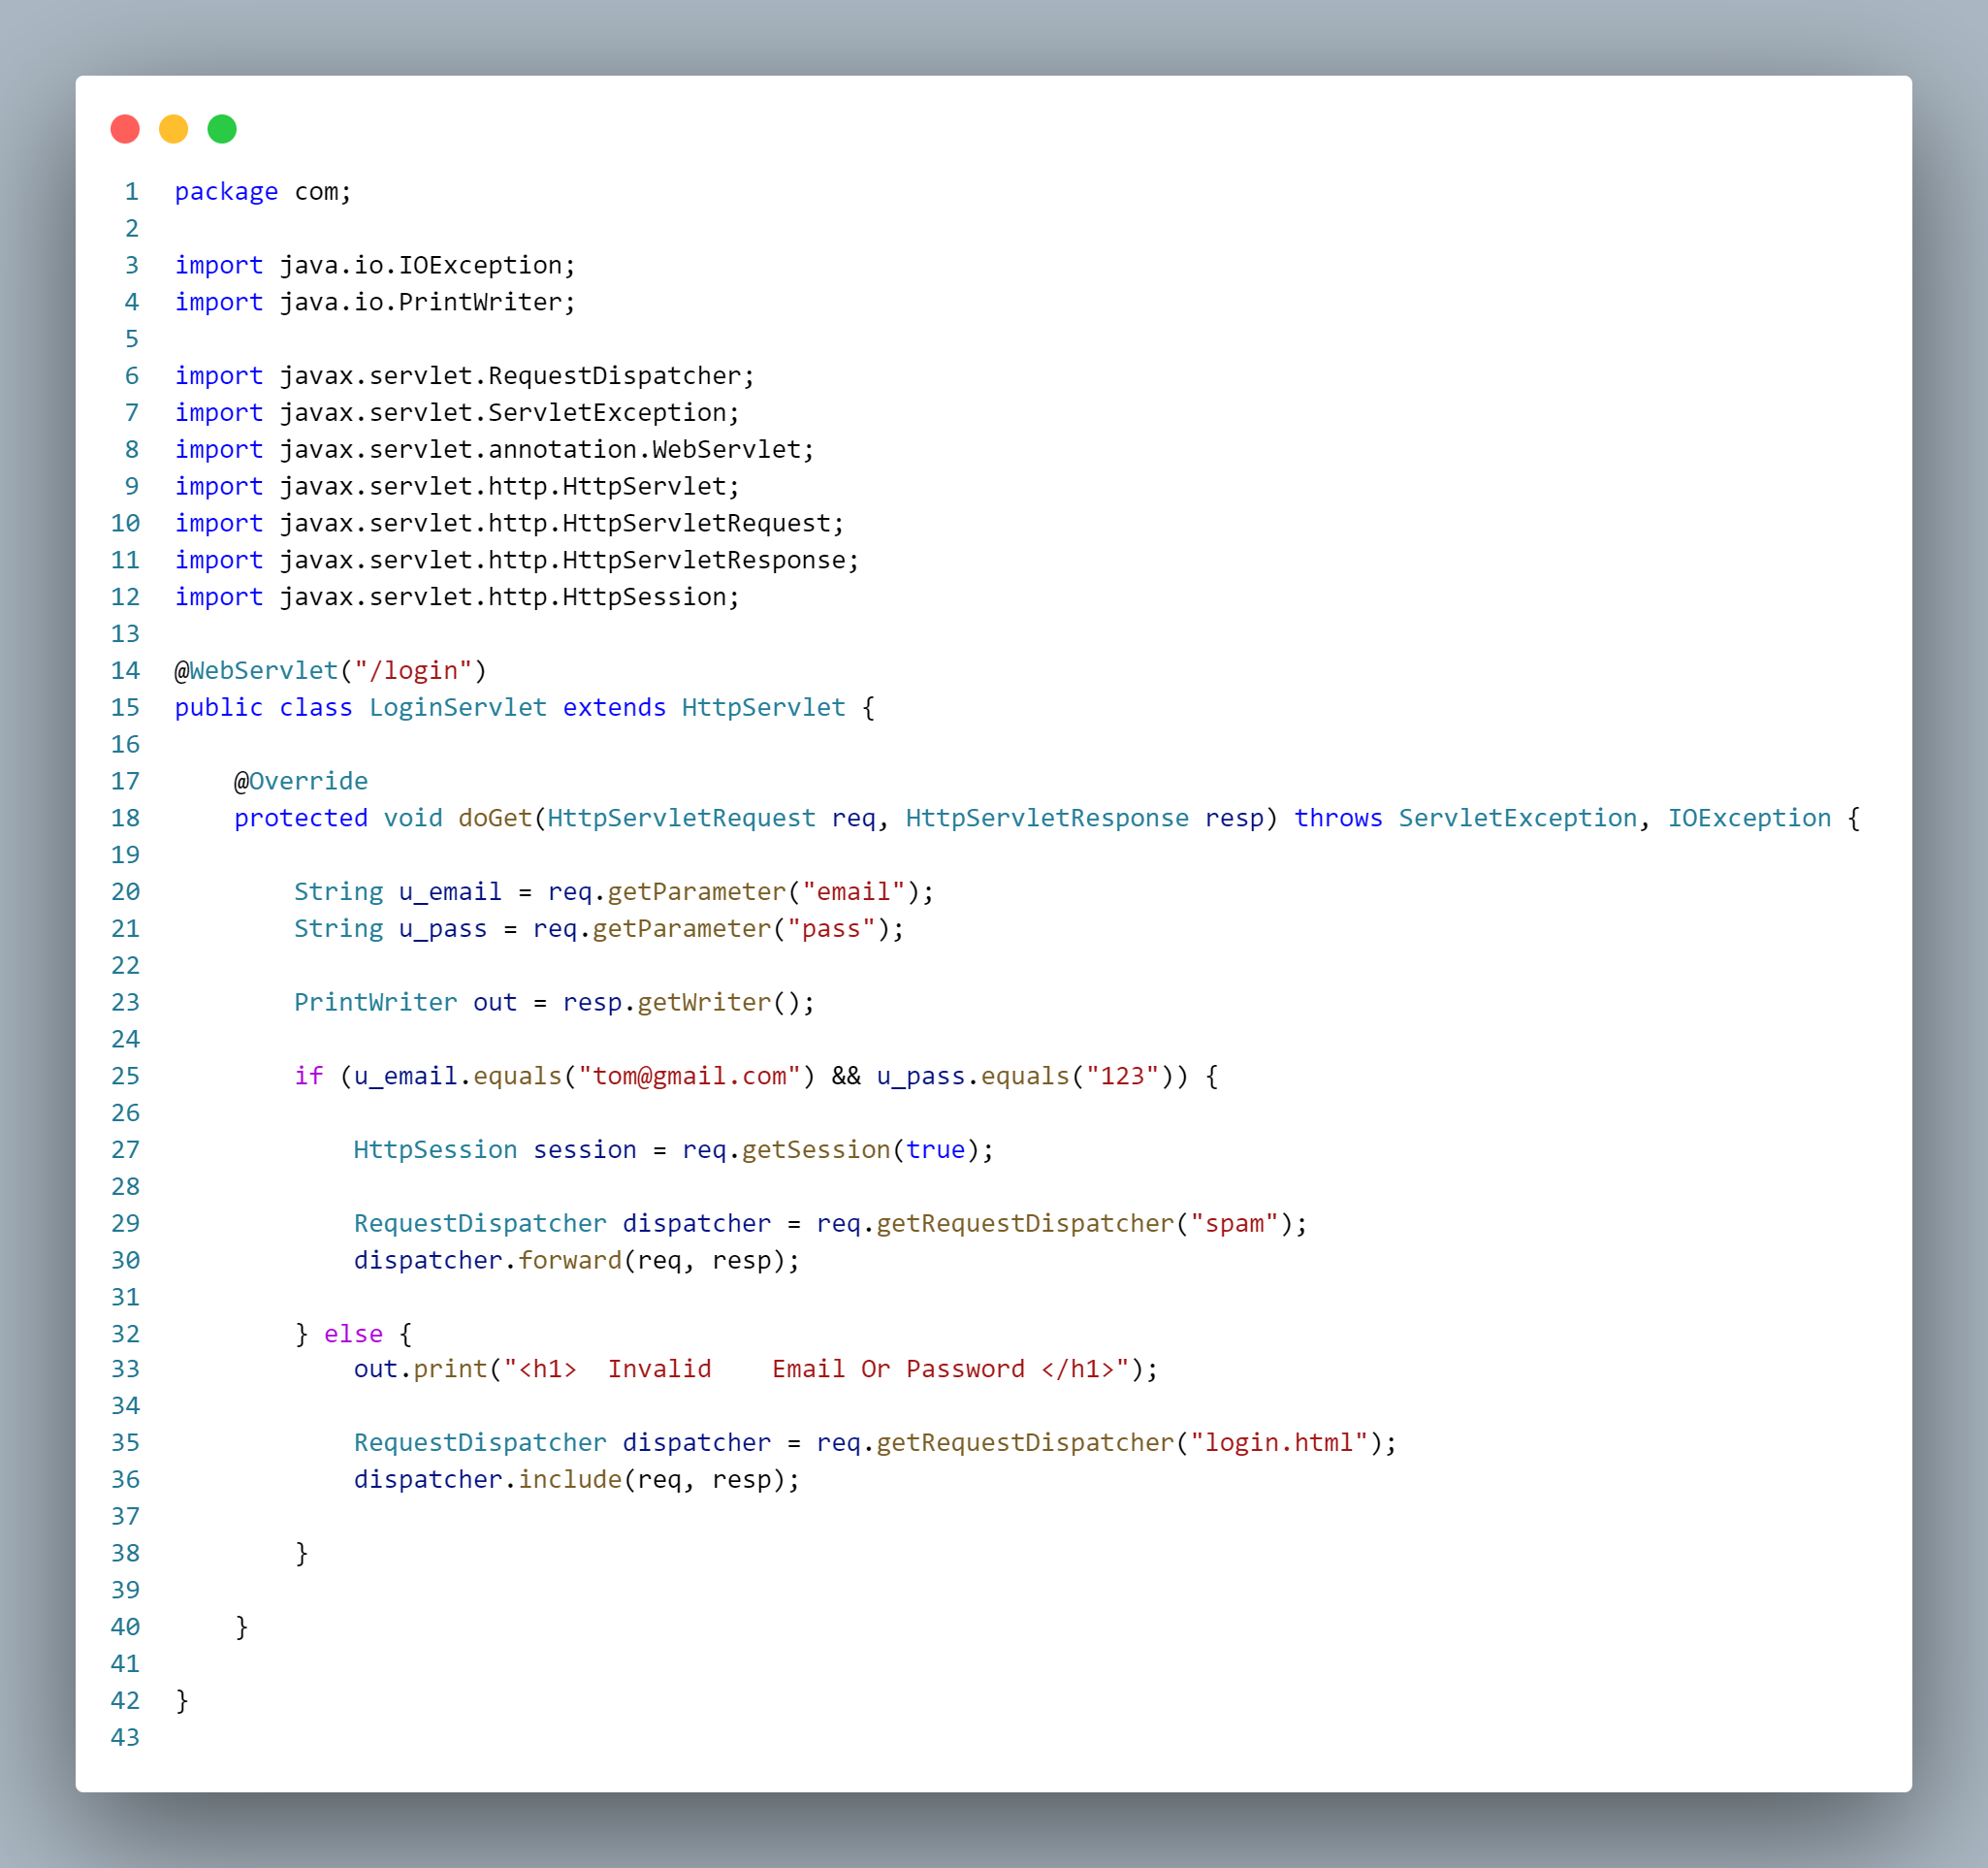 1 package com;
2
3 import java.io.IOException;
4 import java.io.PrintWriter;
5
6 import javax.servlet.RequestDispatcher;
7 import javax.servlet.ServletException;
8 import javax.servlet.annotation.WebServlet;
9 import javax.servlet.http.HttpServlet;
10 import javax.servlet.http.HttpServletRequest;
11 import javax.servlet.http.HttpServletResponse;
12 import javax.servlet.http.HttpSession;
13
14 @WebServlet("/login")
15 public class LoginServlet extends HttpServlet {
16
17     @Override
18     protected void doGet(HttpServletRequest req, HttpServletResponse resp) throws ServletException, IOException {
19
20         String u_email = req.getParameter("email");
21         String u_pass = req.getParameter("pass");
22
23         PrintWriter out = resp.getWriter();
24
25         if (u_email.equals("tom@gmail.com") && u_pass.equals("123")) {
26
27             HttpSession session = req.getSession(true);
28
29             RequestDispatcher dispatcher = req.getRequestDispatcher("spam");
30             dispatcher.forward(req, resp);
31
32         } else {
33             out.print("<h1>  Invalid    Email Or Password </h1>");
34
35             RequestDispatcher dispatcher = req.getRequestDispatcher("login.html");
36             dispatcher.include(req, resp);
37
38         }
39
40     }
41
42 }
43